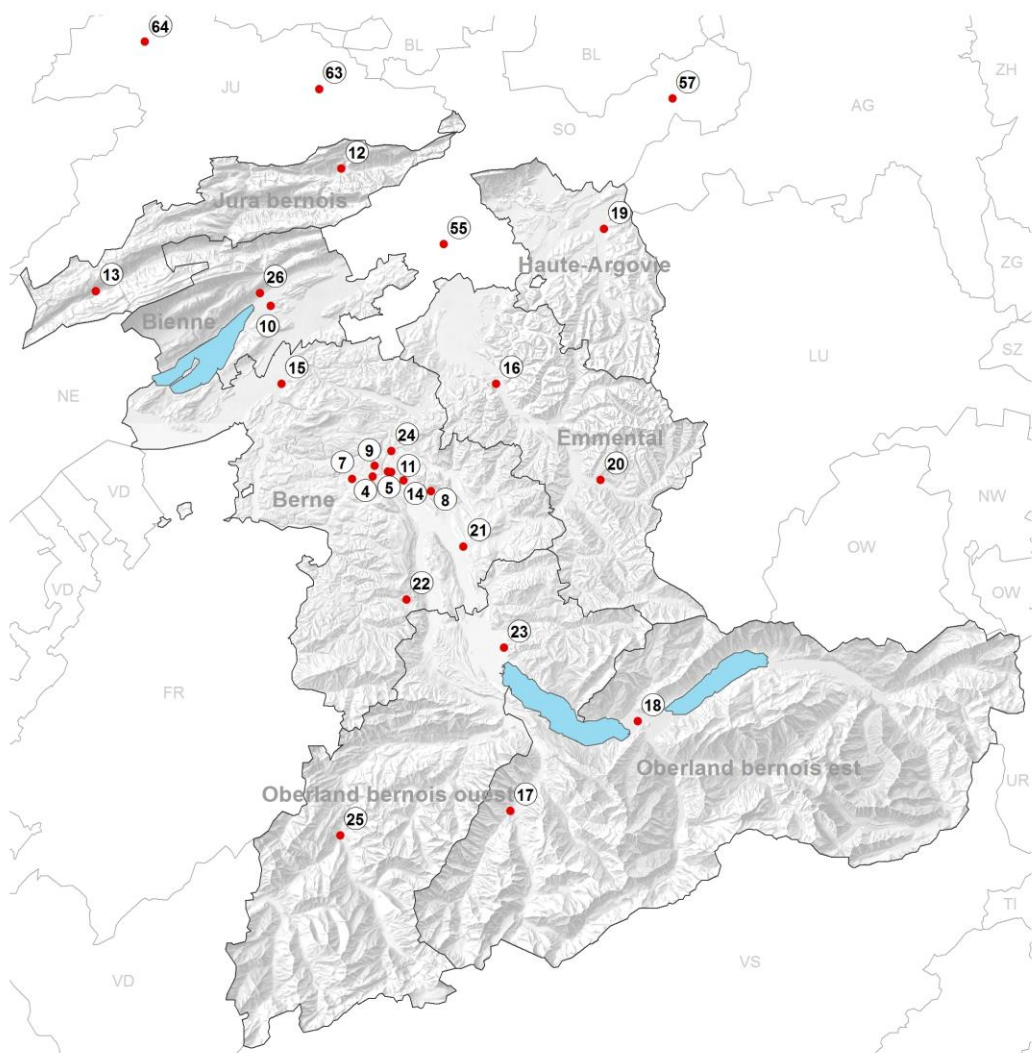 64
BL
BL
ZH
63
JU
57
AG
SO
12
Jura bernois
19
55
Haute-Argovie
ZG
13
26
Bienne
10
LU
SZ
15
16
NE
Emmental
24
9
7
11
20
VD
4
5
14
8
Berne
NW
21
OW
VD
22
OW
23
FR
18
Oberland bernois est
UR
Oberland bernois ouest
17
25
TI
VS
VD